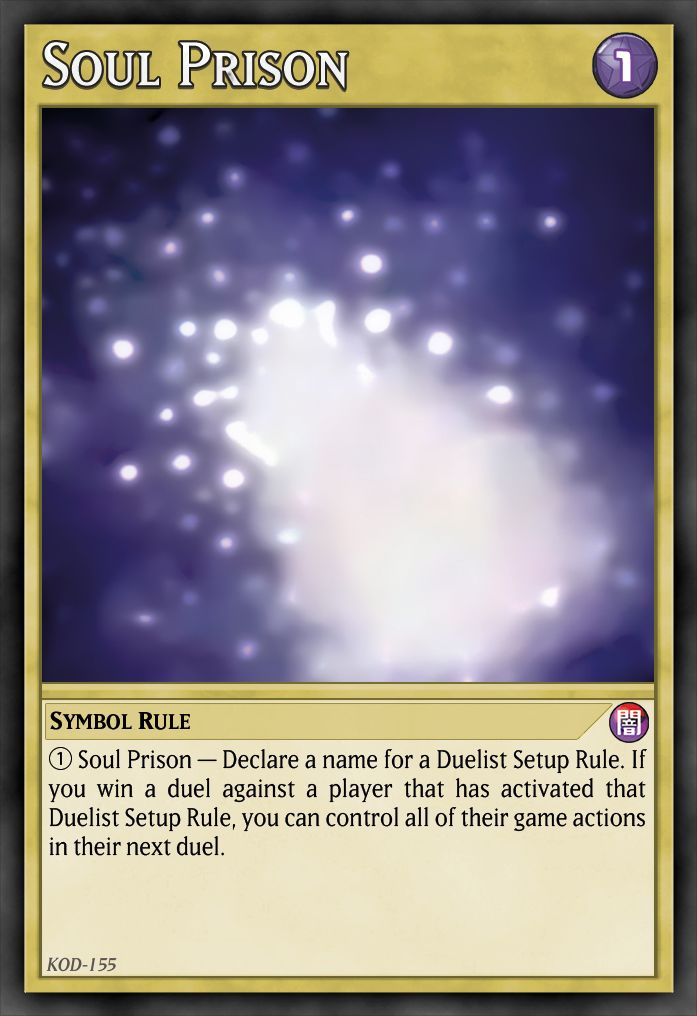 SOUL PRISON
1
SYMBOL RULE
闇
① Soul Prison — Declare a name for a Duelist Setup Rule. If
you win a duel against a player that has activated that
Duelist Setup Rule, you can control all of their game actions
in their next duel.
KOD-155